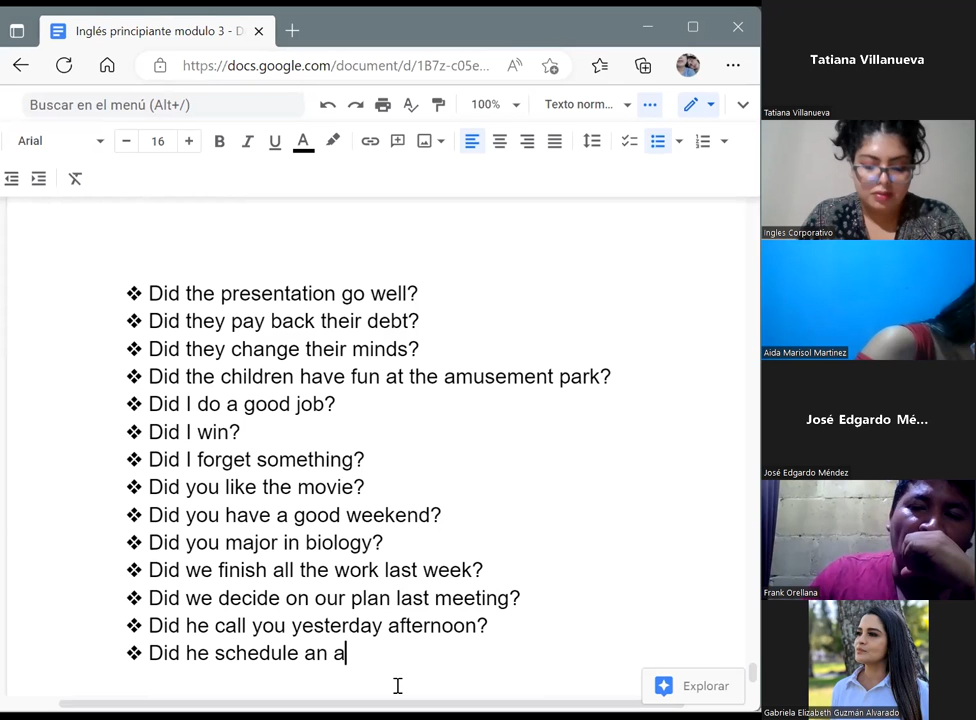 Inglés principiante modulo 3 - D
https://docs.google.com/document/d/1B7z-c05e...
Buscar en el menú (Alt+/)
100%
Texto norm...
Arial
16
❖ Did the presentation go well?
❖ Did they pay back their debt?
❖ Did they change their minds?
❖ Did the children have fun at the amusement park?
❖ Did I do a good job?
❖ Did I win?
❖ Did I forget something?
❖ Did you like the movie?
❖ Did you have a good weekend?
❖ Did you major in biology?
❖ Did we finish all the work last week?
❖ Did we decide on our plan last meeting?
❖ Did he call you yesterday afternoon?
❖ Did he schedule an a
Explorar
Tatiana Villanueva
Tatiana Villanueva
Ingles Corporativo
Aida Marisol Martinez
José Edgardo Mé...
José Edgardo Méndez
Frank Orellana
Gabriela Elizabeth Guzmán Alvarado